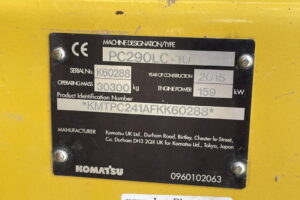 MACHINE DESIGNATION/TYPE
CE PC290LC-10
SERIAL No. K60288 YEAR OF CONSTRUCTION 2015
OPERATING MASS 30300 kg ENGINE POWER 159 kW
Product Identification Number
*KMTPC241AFKK60288*
MANUFACTURER
Komatsu UK Ltd., Durham Road, Birtley, Chester-le-Street,
Co. Durham DH3 2QX UK for Komatsu Ltd., Tokyo, Japan
KOMATSU
0960102063